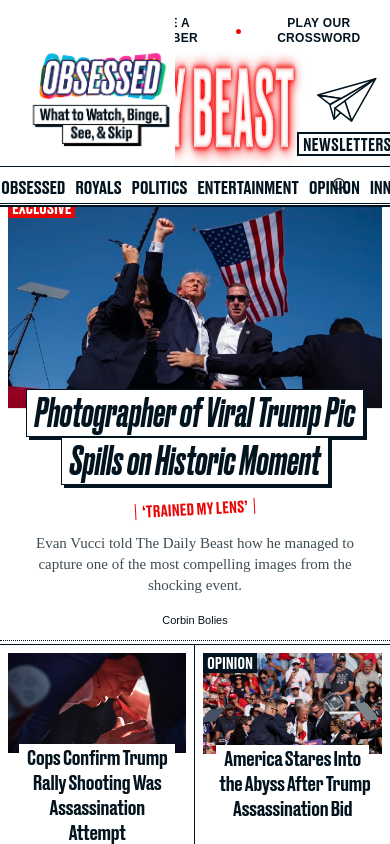 E A
BER
PLAY OUR
CROSSWORD
OBSESSED
What to Watch, Binge,
See, & Skip
Y BEAST
NEWSLETTERS
OBSESSED ROYALS POLITICS ENTERTAINMENT OPINION INN
EXCLUSIVE
Photographer of Viral Trump Pic
Spills on Historic Moment
‘TRAINED MY LENS’
Evan Vucci told The Daily Beast how he managed to
capture one of the most compelling images from the
shocking event.
Corbin Bolies
Cops Confirm Trump
Rally Shooting Was
Assassination
Attempt
OPINION
America Stares Into
the Abyss After Trump
Assassination Bid